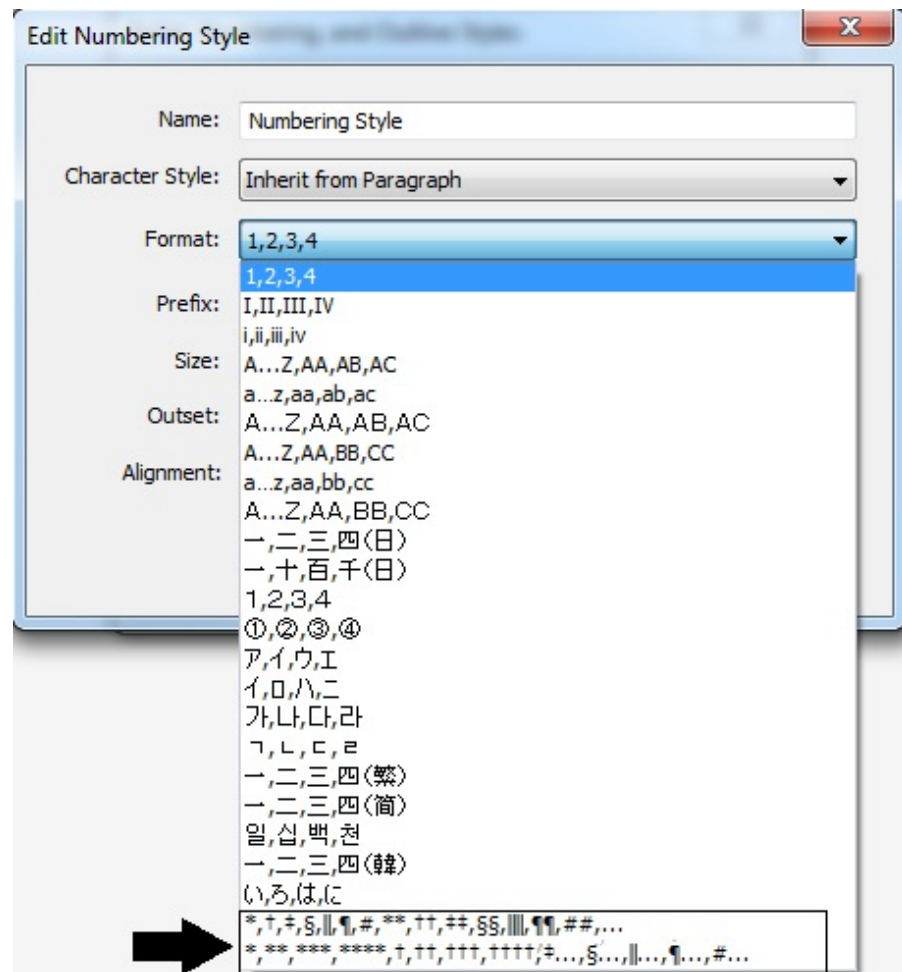 Edit Numbering Style
Name: Numbering Style
Character Style: Inherit from Paragraph
Format: 1,2,3,4
1,2,3,4
Prefix:
I,II,III,IV
i,ii,iii,iv
Size:
A...Z,AA,AB,AC
a...z,aa,ab,ac
Outset:
A...Z,AA,AB,AC
A...Z,AA,BB,CC
Alignment:
a...z,aa,bb,cc
A...Z,AA,BB,CC
一,二,三,四(日)
一,十,百,千(日)
1,2,3,4
①,②,③,④
ア,イ,ウ,エ
イ,ロ,ハ,ニ
가,나,다,라
ㄱ,ㄴ,ㄷ,ㄹ
一,二,三,四(繁)
一,二,三,四(简)
일,십,백,천
一,二,三,四(韓)
い,ろ,は,に
*,†,‡,§,‖,¶,#,**,††,‡‡,§§,‖‖,¶¶,##,...
*,**,***,****,†,††,†††,††††,‡...,§...,‖...,¶...,#...